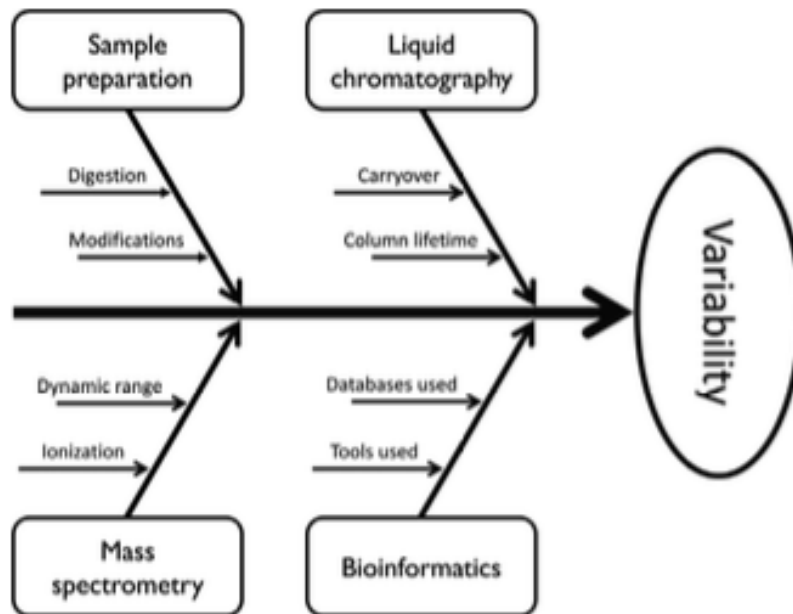 Sample
preparation
Liquid
chromatography
Digestion
Carryover
Modifications
Column lifetime
Variability
Dynamic range
Databases used
Ionization
Tools used
Mass
spectrometry
Bioinformatics